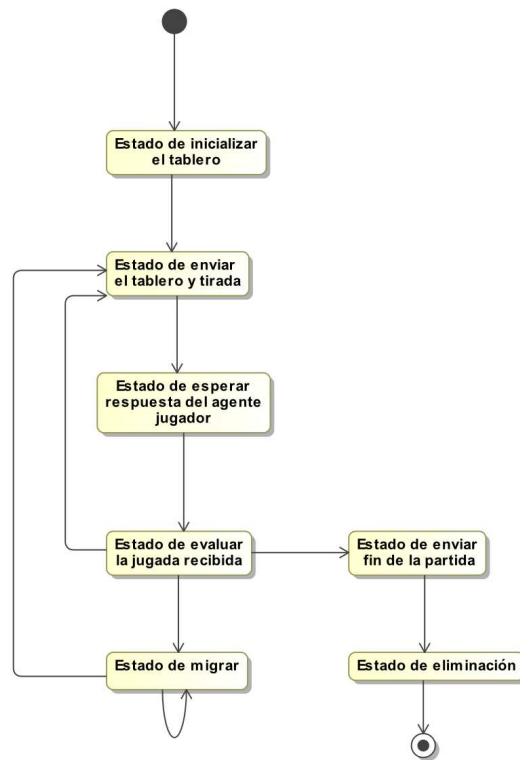 Estado de inicializar
el tablero
Estado de enviar
el tablero y tirada
Estado de esperar
respuesta del agente
jugador
Estado de evaluar
la jugada recibida
Estado de enviar
fin de la partida
Estado de migrar
Estado de eliminación